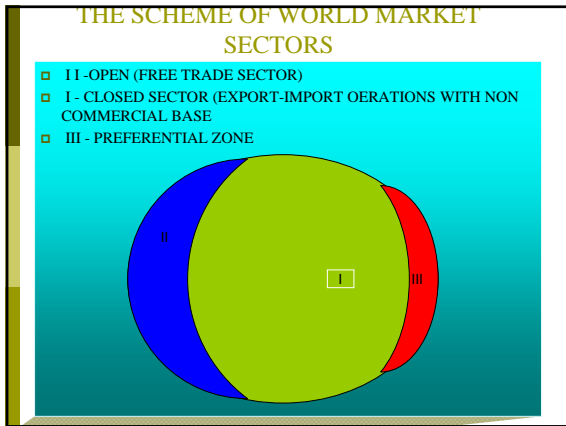 THE SCHEME OF WORLD MARKET
SECTORS
I I -OPEN (FREE TRADE SECTOR)
I - CLOSED SECTOR (EXPORT-IMPORT OERATIONS WITH NON
COMMERCIAL BASE
III - PREFERENTIAL ZONE
II
I
III